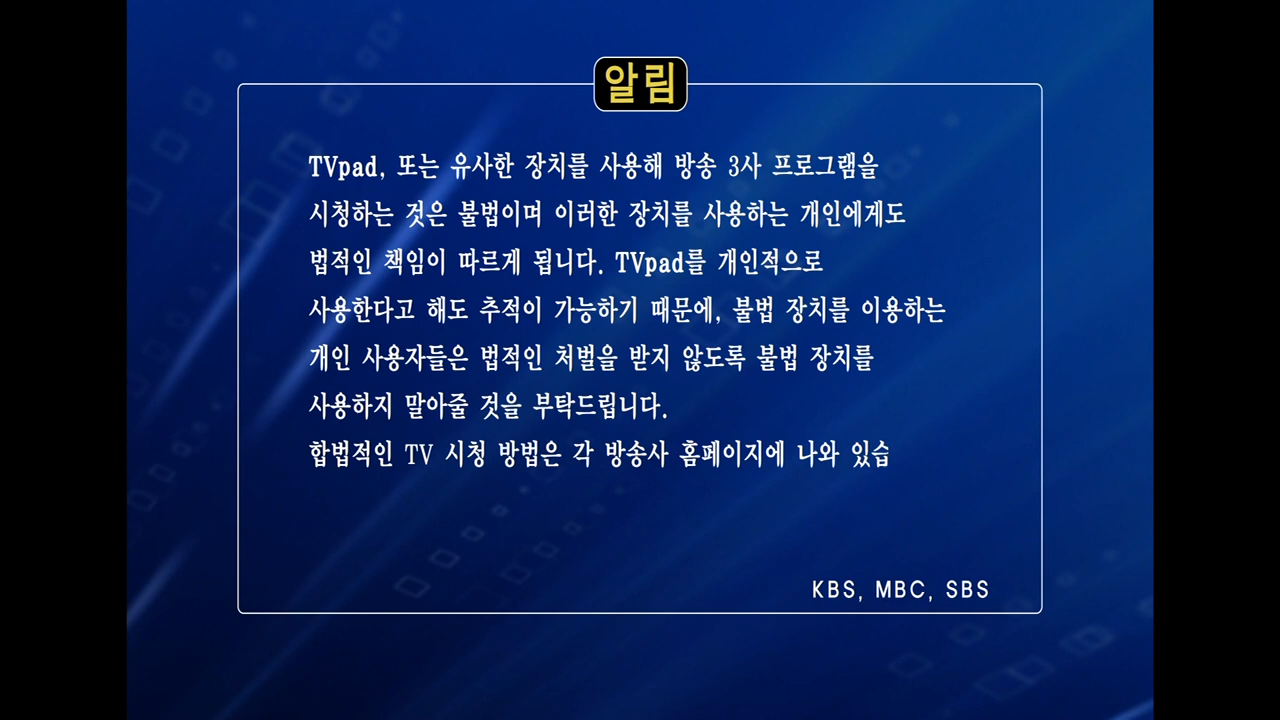 알림
TVpad, 또는 유사한 장치를 사용해 방송 3사 프로그램을
시청하는 것은 불법이며 이러한 장치를 사용하는 개인에게도
법적인 책임이 따르게 됩니다. TVpad를 개인적으로
사용한다고 해도 추적이 가능하기 때문에, 불법 장치를 이용하는
개인 사용자들은 법적인 처벌을 받지 않도록 불법 장치를
사용하지 말아줄 것을 부탁드립니다.
합법적인 TV 시청 방법은 각 방송사 홈페이지에 나와 있습
KBS, MBC, SBS